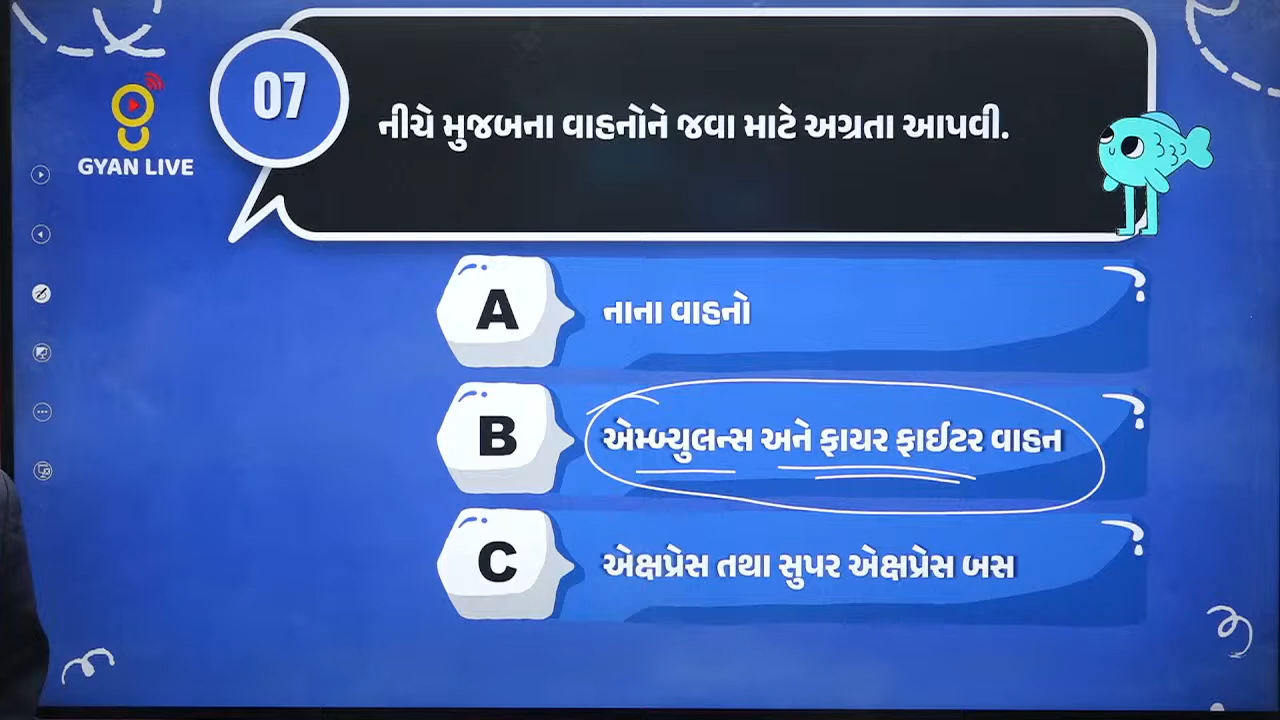 07
નીચે મુજબના વાહનોને જવા માટે અગ્રતા આપવી.
GYAN LIVE
A
નાના વાહનો
B
એમ્બ્યુલન્સ અને ફાયર ફાઈટર વાહન
C
એક્ષપ્રેસ તથા સુપર એક્ષપ્રેસ બસ